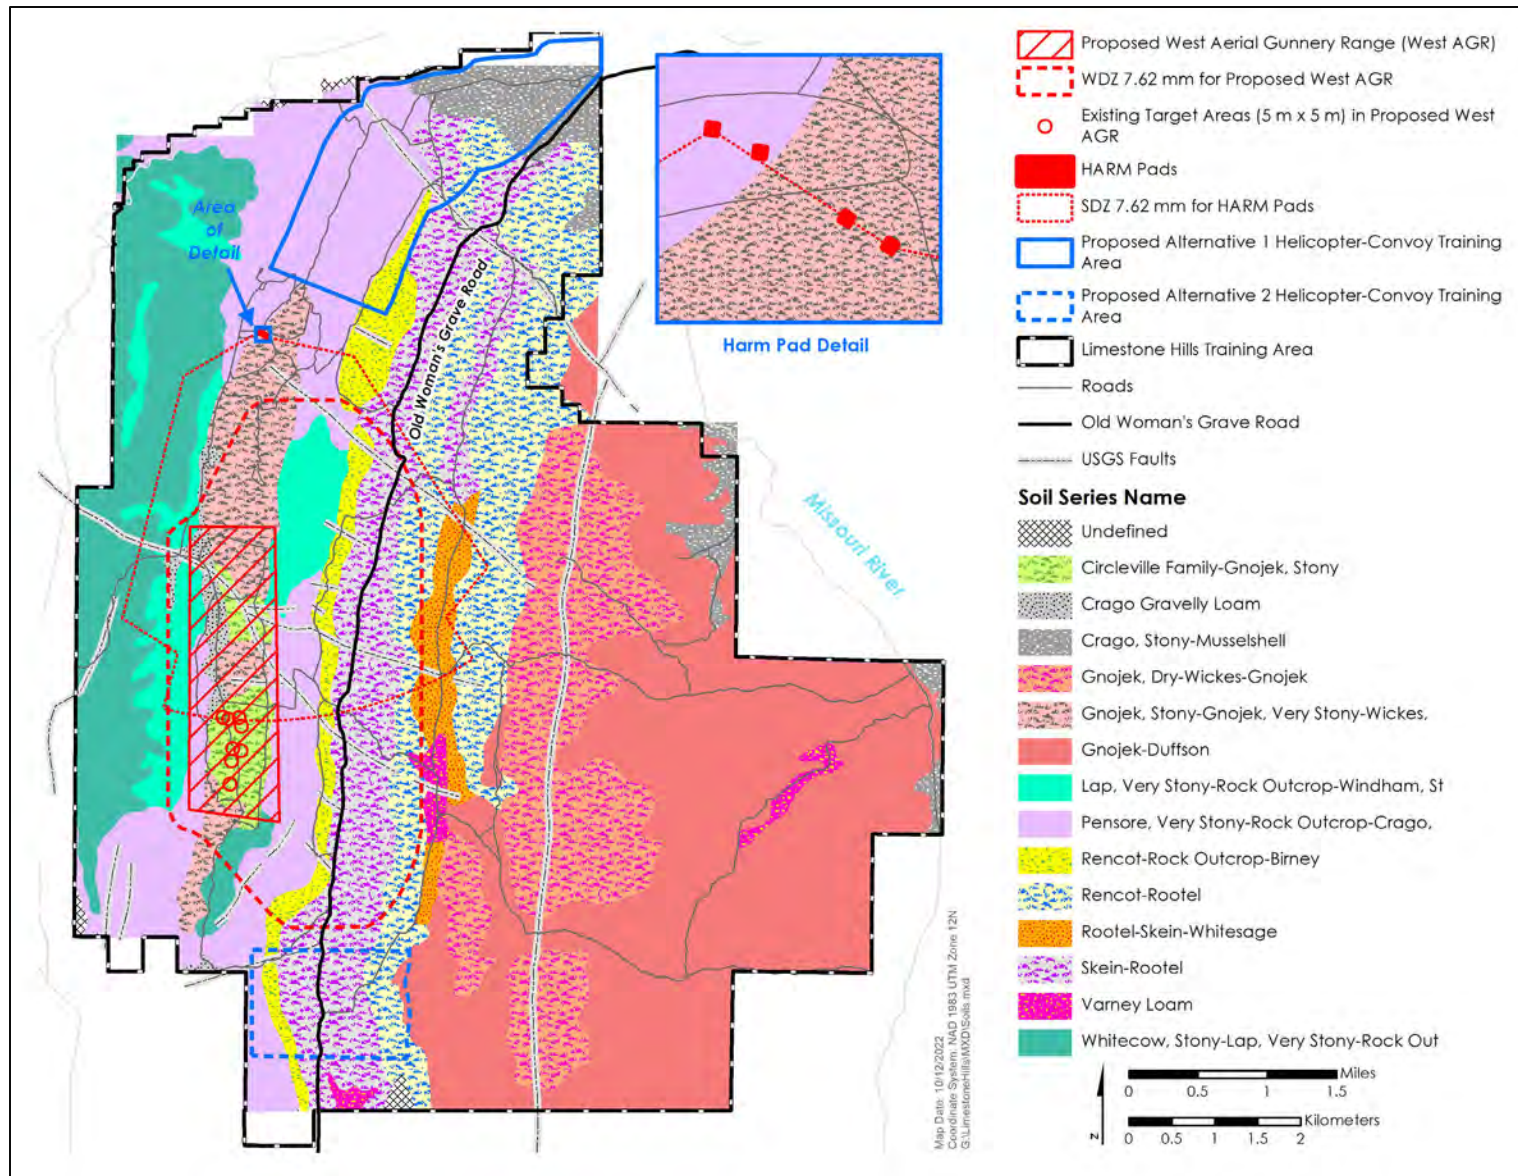 Area
of
Detail
Old Woman's Grave Road
Missouri River
Harm Pad Detail
Proposed West Aerial Gunnery Range (West AGR)
WDZ 7.62 mm for Proposed West AGR
Existing Target Areas (5 m x 5 m) in Proposed West
AGR
HARM Pads
SDZ 7.62 mm for HARM Pads
Proposed Alternative 1 Helicopter-Convoy Training
Area
Proposed Alternative 2 Helicopter-Convoy Training
Area
Limestone Hills Training Area
Roads
Old Woman's Grave Road
USGS Faults
Soil Series Name
Undefined
Circleville Family-Gnojek, Stony
Crago Gravelly Loam
Crago, Stony-Musselshell
Gnojek, Dry-Wickes-Gnojek
Gnojek, Stony-Gnojek, Very Stony-Wickes,
Gnojek-Duffson
Lap, Very Stony-Rock Outcrop-Windham, St
Pensore, Very Stony-Rock Outcrop-Crago,
Rencot-Rock Outcrop-Birney
Rencot-Rootel
Rootel-Skein-Whitesage
Skein-Rootel
Varney Loam
Whitecow, Stony-Lap, Very Stony-Rock Out
Map Date: 10/12/2022
Coordinate System: NAD 1983 UTM Zone 12N
G:\LimestoneHills\MXD\Soils.mxd
N
Miles
0 0.5 1 1.5
Kilometers
0 0.5 1 1.5 2